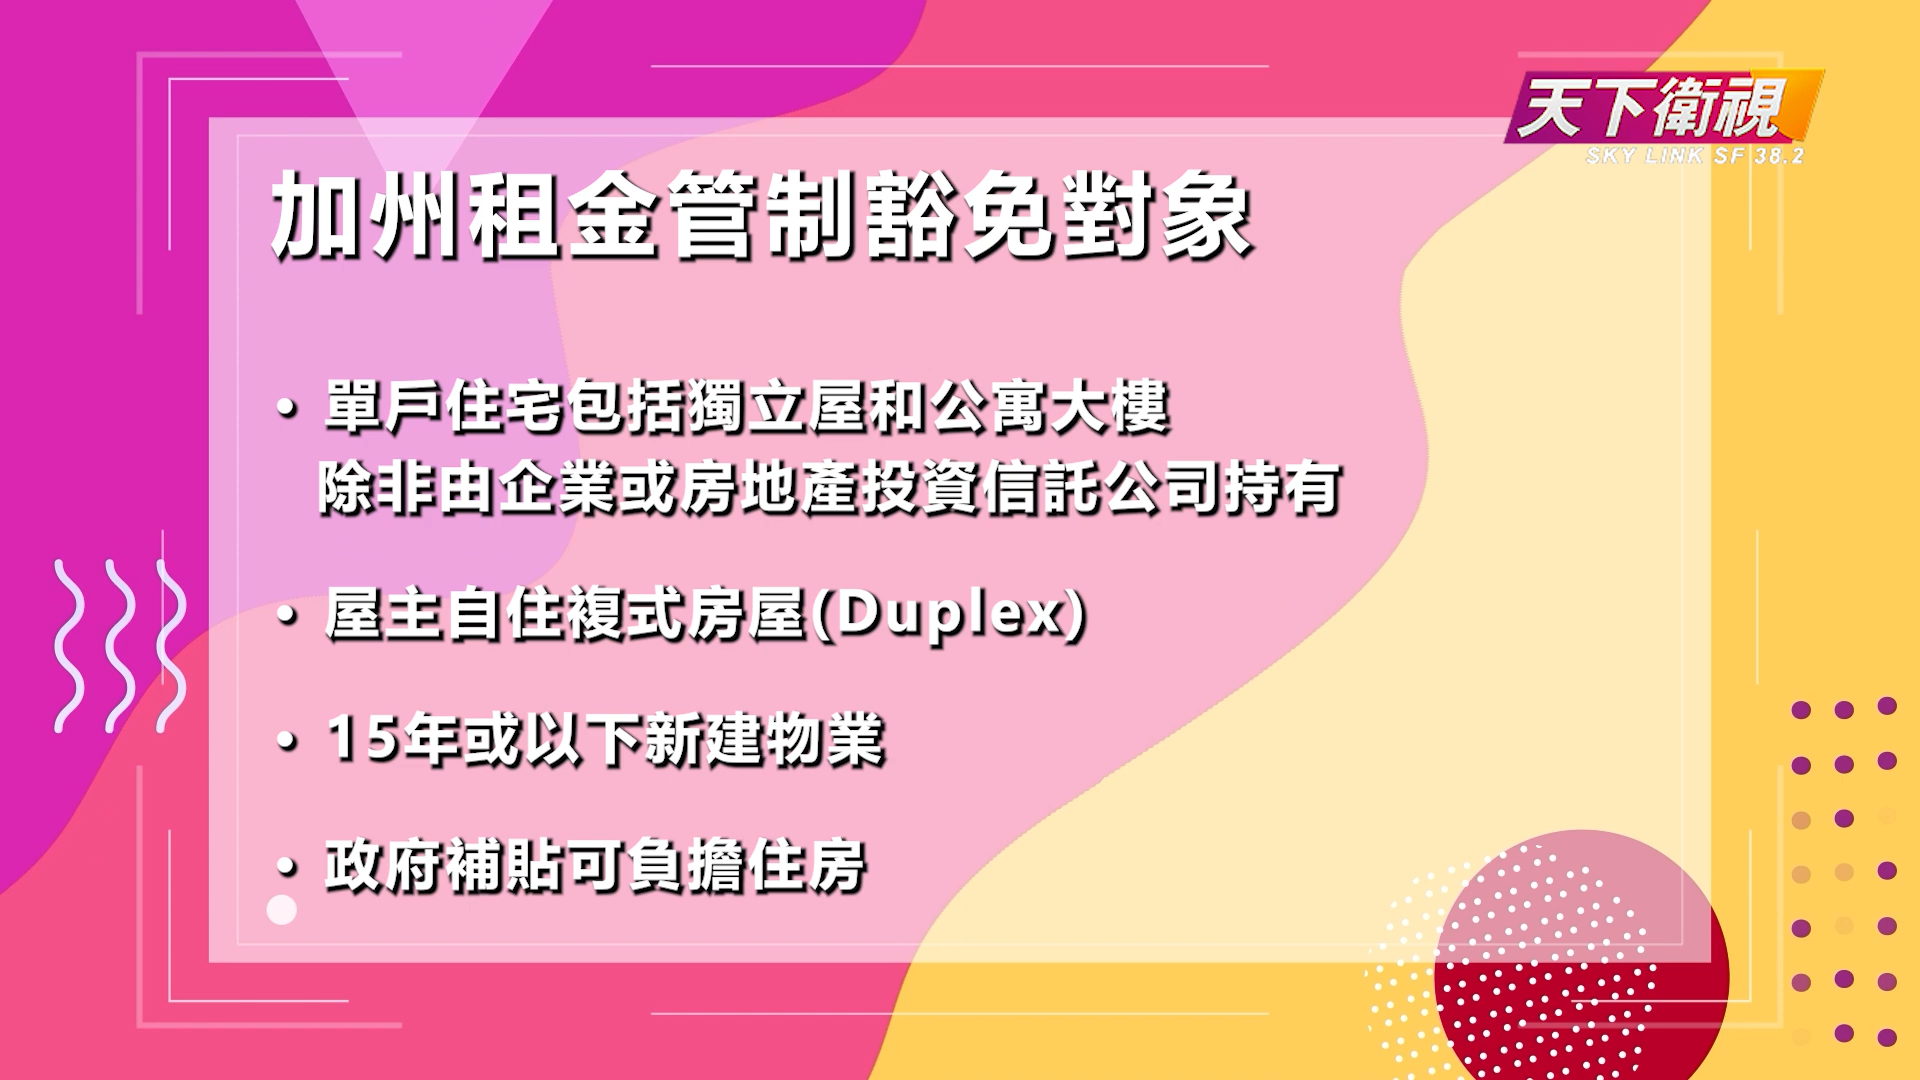 天下衛視
SKY LINK SF 38.2
加州租金管制豁免對象
• 單戶住宅包括獨立屋和公寓大樓
除非由企業或房地產投資信託公司持有
• 屋主自住複式房屋(Duplex)
• 15年或以下新建物業
• 政府補貼可負擔住房